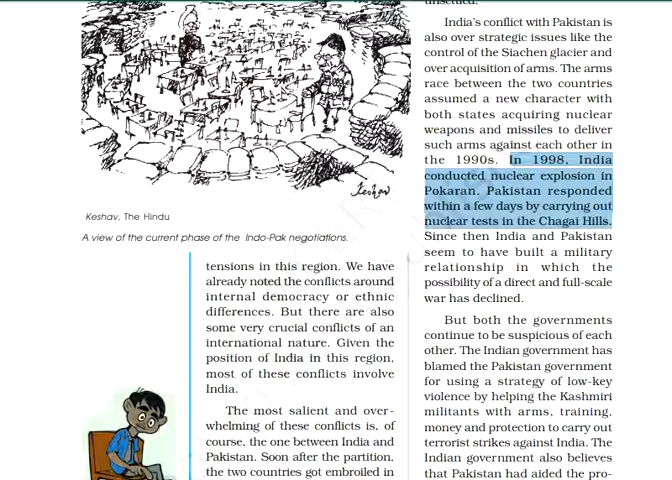 Keshav
Keshav, The Hindu
A view of the current phase of the Indo-Pak negotiations.
tensions in this region. We have
already noted the conflicts around
internal democracy or ethnic
differences. But there are also
some very crucial conflicts of an
international nature. Given the
position of India in this region,
most of these conflicts involve
India.
The most salient and over-
whelming of these conflicts is, of
course, the one between India and
Pakistan. Soon after the partition,
the two countries got embroiled in
India's conflict with Pakistan is
also over strategic issues like the
control of the Siachen glacier and
over acquisition of arms. The arms
race between the two countries
assumed a new character with
both states acquiring nuclear
weapons and missiles to deliver
such arms against each other in
the 1990s. In 1998, India
conducted nuclear explosion in
Pokaran. Pakistan responded
within a few days by carrying out
nuclear tests in the Chagai Hills.
Since then India and Pakistan
seem to have built a military
relationship in which the
possibility of a direct and full-scale
war has declined.
But both the governments
continue to be suspicious of each
other. The Indian government has
blamed the Pakistan government
for using a strategy of low-key
violence by helping the Kashmiri
militants with arms, training,
money and protection to carry out
terrorist strikes against India. The
Indian government also believes
that Pakistan had aided the pro-